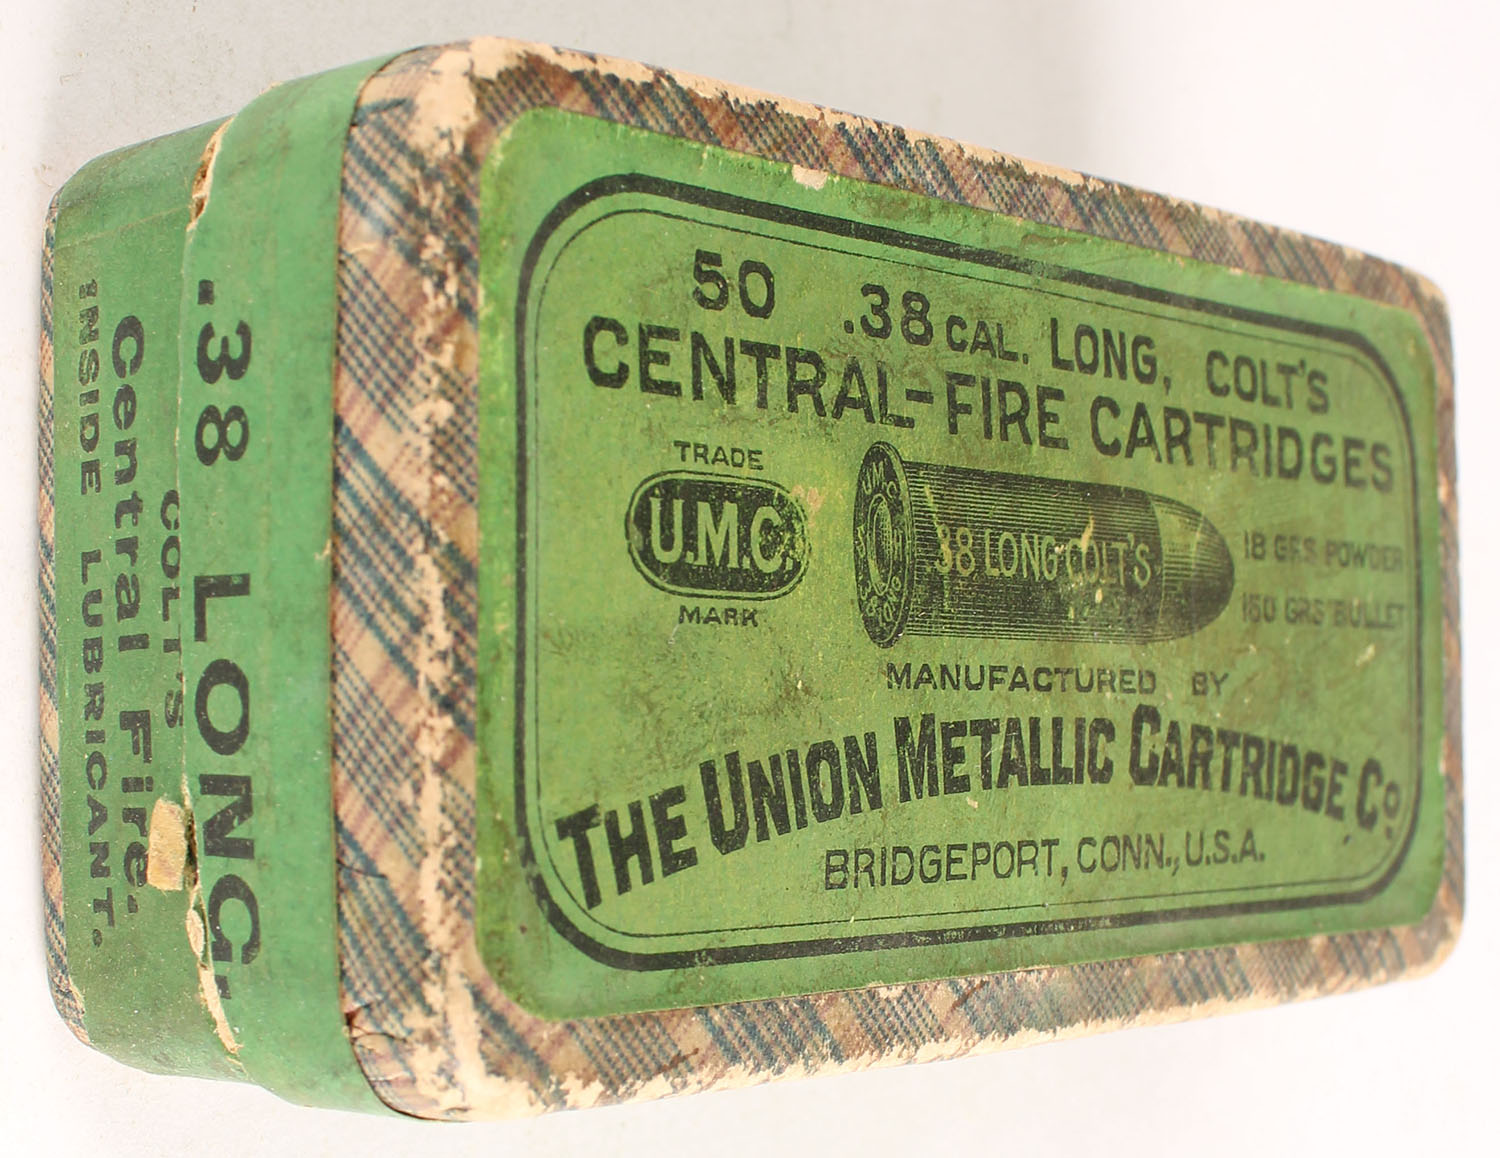 50 .38 CAL. LONG, COLT'S
CENTRAL-FIRE CARTRIDGES
TRADE
U.M.C.
MARK
38 LONG COLT'S
18 GRS POWDER
150 GRS BULLET
MANUFACTURED BY
THE UNION METALLIC CARTRIDGE CO.
BRIDGEPORT, CONN., U.S.A.
.38 LONG,
COLT'S
Central Fire.
INSIDE LUBRICANT.